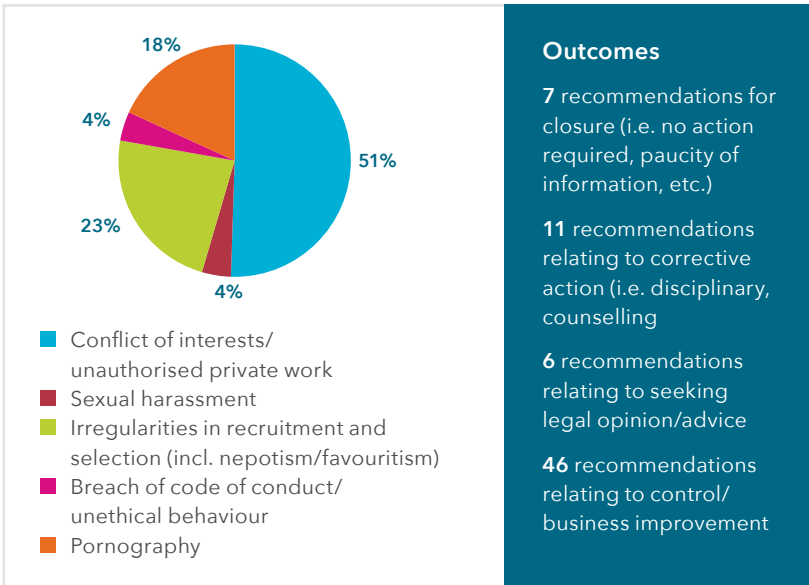 18%
4%
51%
23%
4%
Conflict of interests/
unauthorised private work
Sexual harassment
Irregularities in recruitment and
selection (incl. nepotism/favouritism)
Breach of code of conduct/
unethical behaviour
Pornography
Outcomes
7 recommendations for
closure (i.e. no action
required, paucity of
information, etc.)
11 recommendations
relating to corrective
action (i.e. disciplinary,
counselling
6 recommendations
relating to seeking
legal opinion/advice
46 recommendations
relating to control/
business improvement